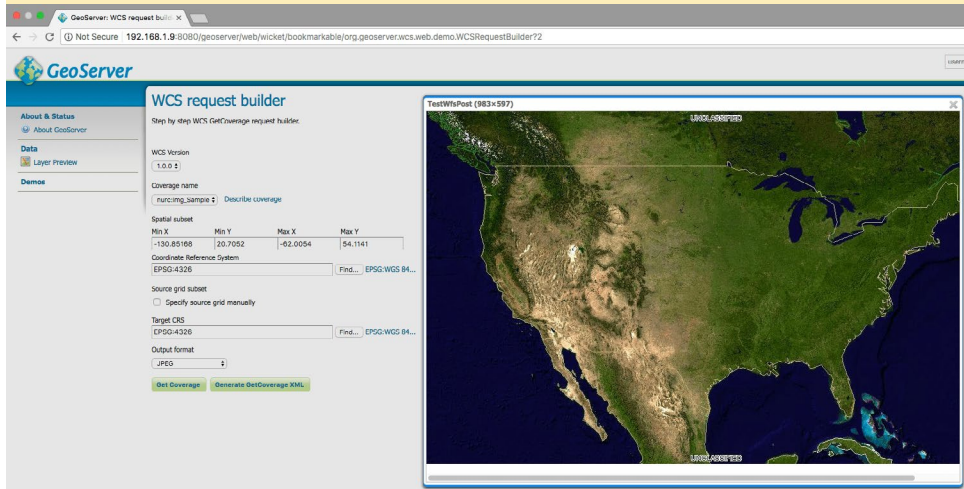 GeoServer: WCS request buil
Not Secure 192.168.1.9:8080/geoserver/web/wicket/bookmarkable/org.geoserver.wcs.web.demo.WCSRequestBuilder?2
GeoServer
About & Status
About GeoServer
Data
Layer Preview
Demos
WCS request builder
Step by step WCS GetCoverage request builder.
WCS Version
1.0.0
Coverage name
nurc:Img_Sample Describe coverage
Spatial subset
Min X Min Y Max X Max Y
-130.85168 20.7052 -62.0054 54.1141
Coordinate Reference System
EPSG:4326 Find... EPSG:WGS 84...
Source grid subset
Specify source grid manually
Target CRS
EPSG:4326 Find... EPSG:WGS 84...
Output format
JPEG
Get Coverage Generate GetCoverage XML
TestWfsPost (983×597)
UNCLASSIFIED
UNCLASSIFIED